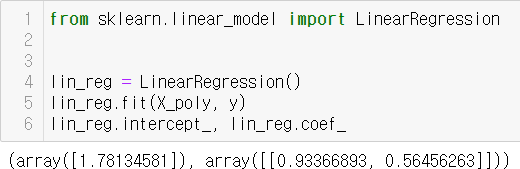 1 from sklearn.linear_model import LinearRegression
2
3
4 lin_reg = LinearRegression()
5 lin_reg.fit(X_poly, y)
6 lin_reg.intercept_, lin_reg.coef_
(array([1.78134581]), array([[0.93366893, 0.56456263]]))